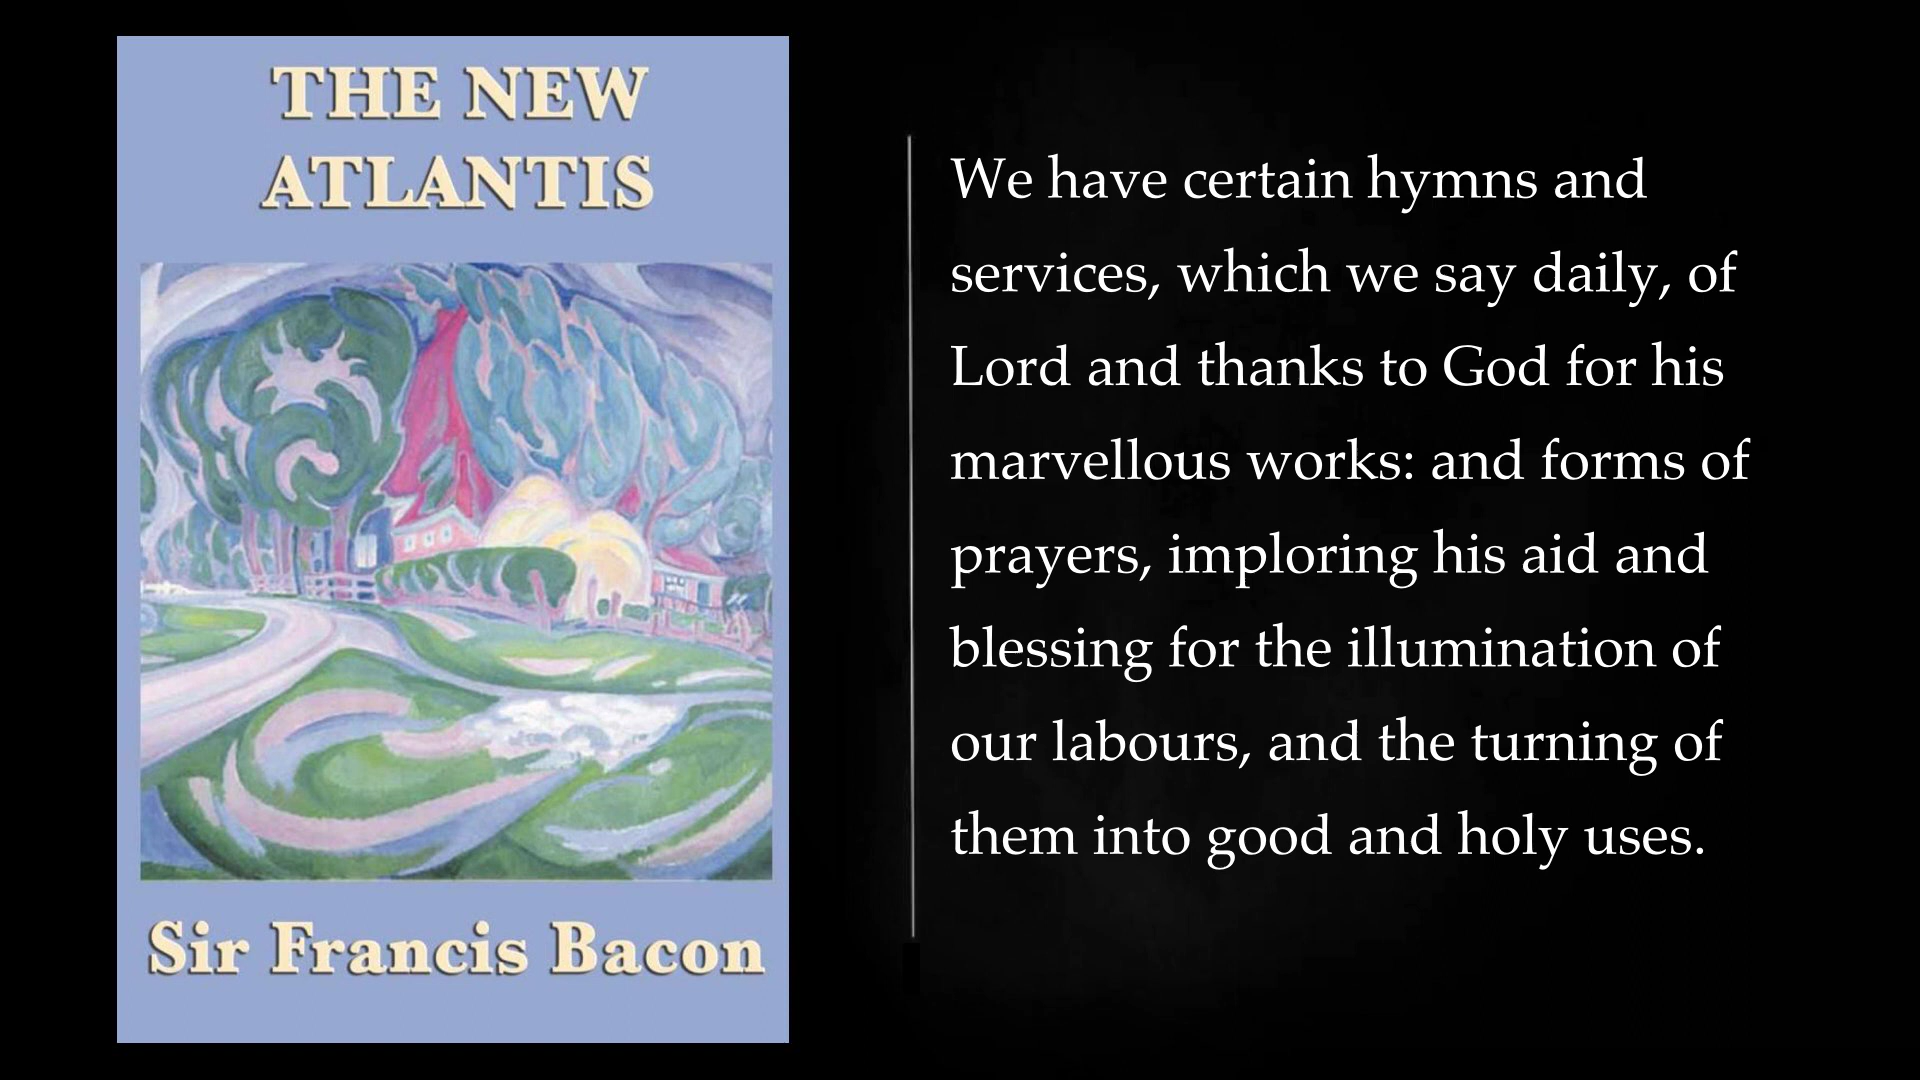 THE NEW
ATLANTIS
Sir Francis Bacon
We have certain hymns and
services, which we say daily, of
Lord and thanks to God for his
marvellous works: and forms of
prayers, imploring his aid and
blessing for the illumination of
our labours, and the turning of
them into good and holy uses.